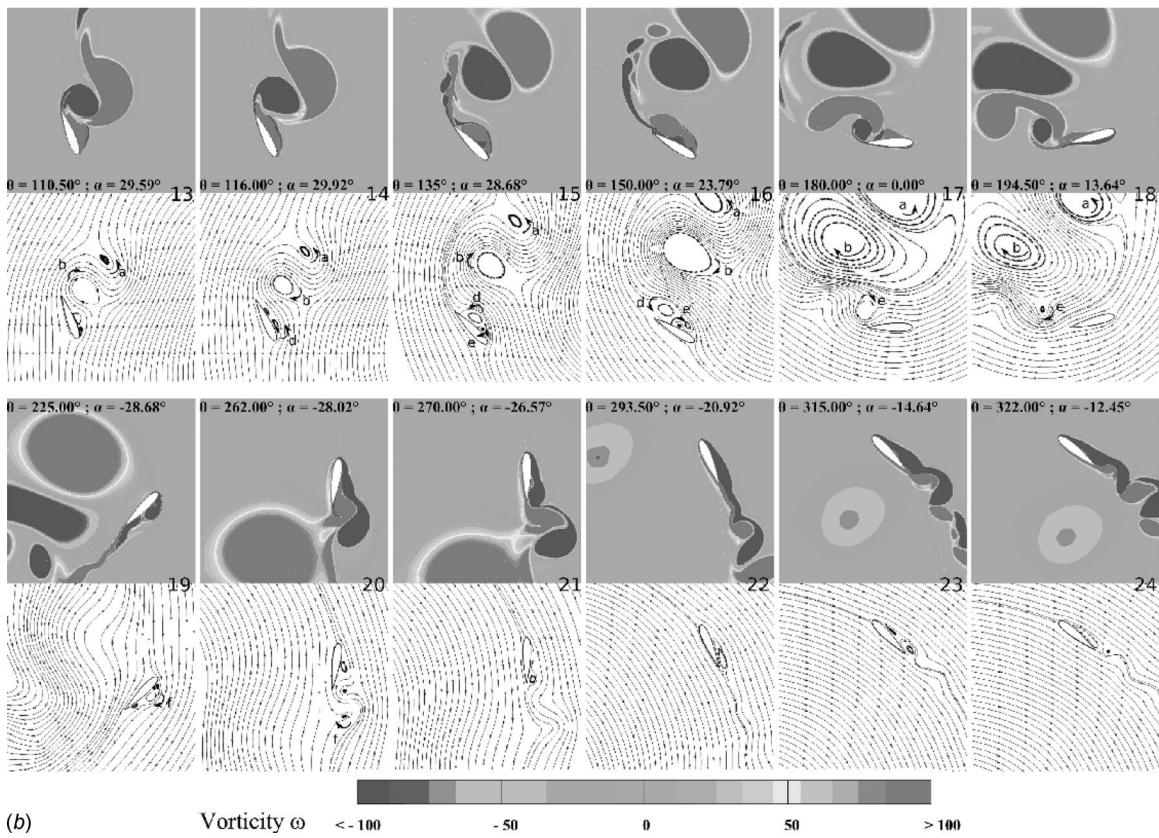 θ = 110.50° ; α = 29.59° 13
θ = 116.00° ; α = 29.92° 14
θ = 135° ; α = 28.68° 15
θ = 150.00° ; α = 23.79° 16
θ = 180.00° ; α = 0.00° 17
θ = 194.50° ; α = 13.64° 18
b a
a b d
a b d e
a b d e
a b e
a b e
θ = 225.00° ; α = -28.68°
θ = 262.00° ; α = -28.02°
θ = 270.00° ; α = -26.57°
θ = 293.50° ; α = -20.92°
θ = 315.00° ; α = -14.64°
θ = 322.00° ; α = -12.45°
19 20 21 22 23 24
f
f
(b) Vorticity ω < - 100 - 50 0 50 > 100